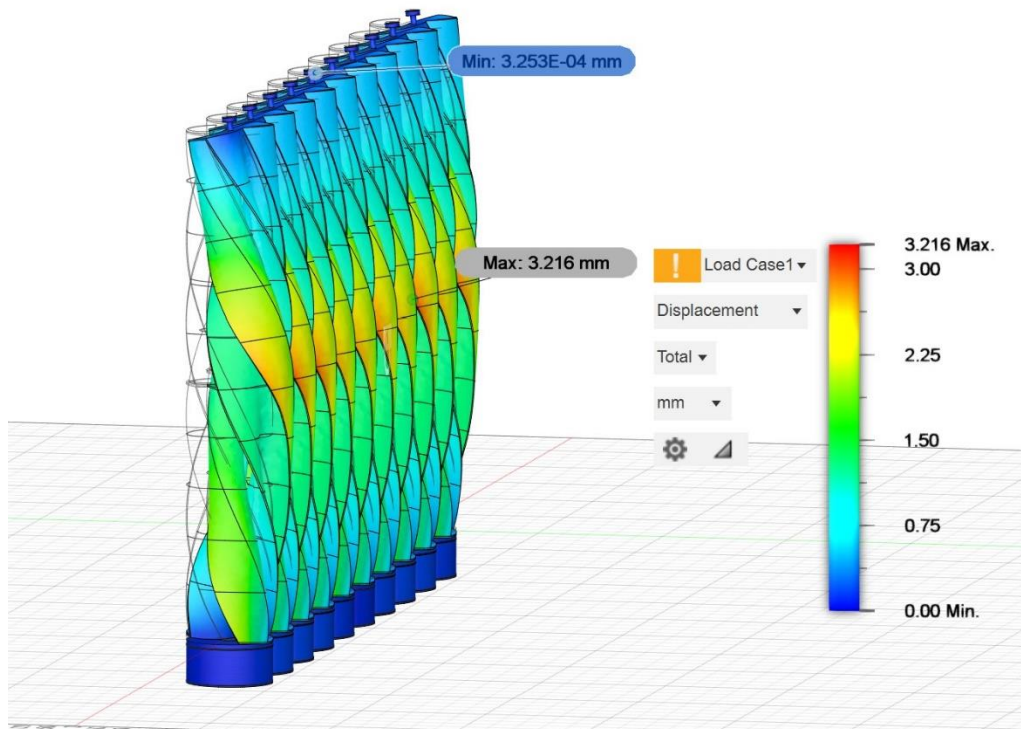 Min: 3.253E-04 mm
Max: 3.216 mm
! Load Case1
Displacement
Total
mm
3.216 Max.
3.00
2.25
1.50
0.75
0.00 Min.